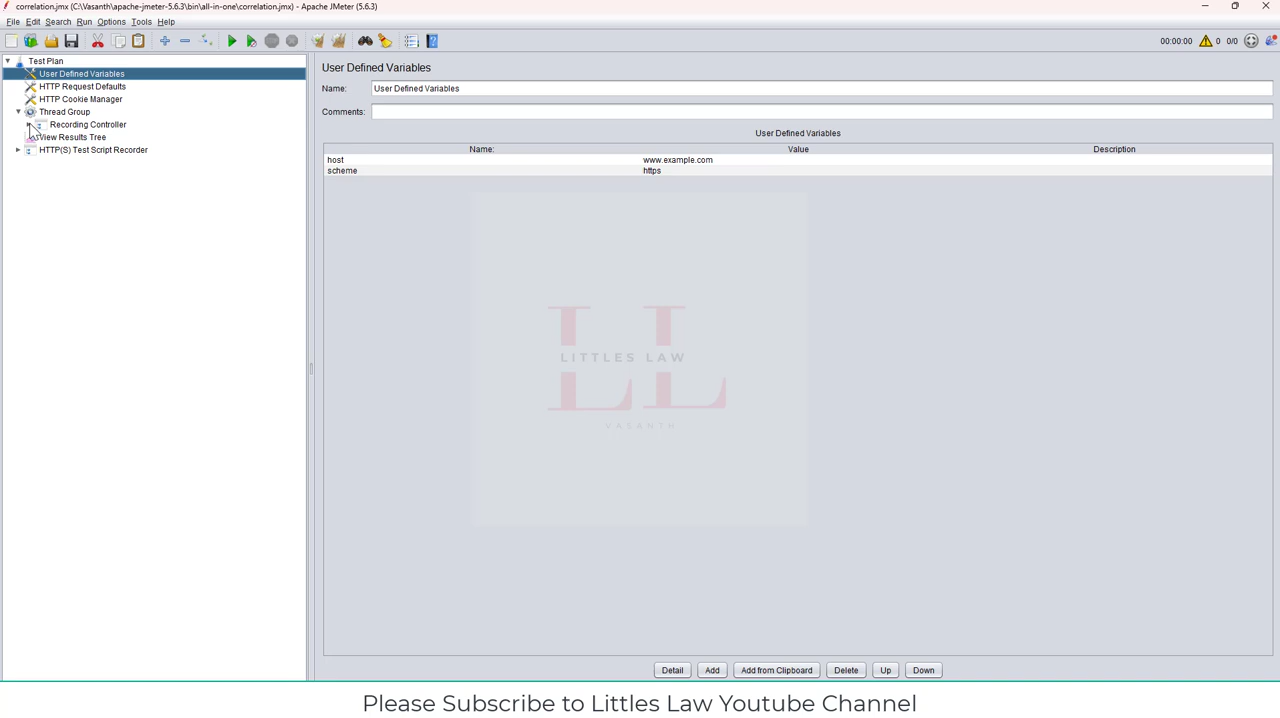 correlation.jmx (C:\Vasanth\apache-jmeter-5.6.3\bin\all-in-one\correlation.jmx) - Apache JMeter (5.6.3)
File Edit Search Run Options Tools Help
00:00:00 0 0/0
Test Plan
User Defined Variables
HTTP Request Defaults
HTTP Cookie Manager
Thread Group
Recording Controller
View Results Tree
HTTP(S) Test Script Recorder
User Defined Variables
Name: User Defined Variables
Comments:
User Defined Variables
Name: Value Description
host www.example.com
scheme https
LL
LITTLES LAW
VASANTH
Detail Add Add from Clipboard Delete Up Down
Please Subscribe to Littles Law Youtube Channel